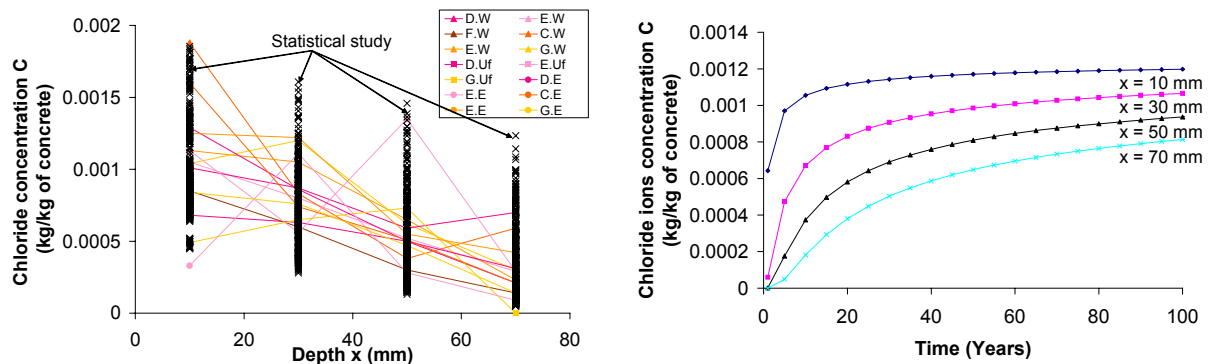 Chloride concentration C
(kg/kg of concrete)
0.002
0.0015
0.001
0.0005
0
0 20 40 60 80
Depth x (mm)
Statistical study
D.W E.W
F.W C.W
E.W G.W
D.Uf E.Uf
G.Uf D.E
E.E C.E
E.E G.E
Chloride ions concentration C
(kg/kg of concrete)
0.0014
0.0012
0.001
0.0008
0.0006
0.0004
0.0002
0
0 20 40 60 80 100
Time (Years)
x = 10 mm
x = 30 mm
x = 50 mm
x = 70 mm